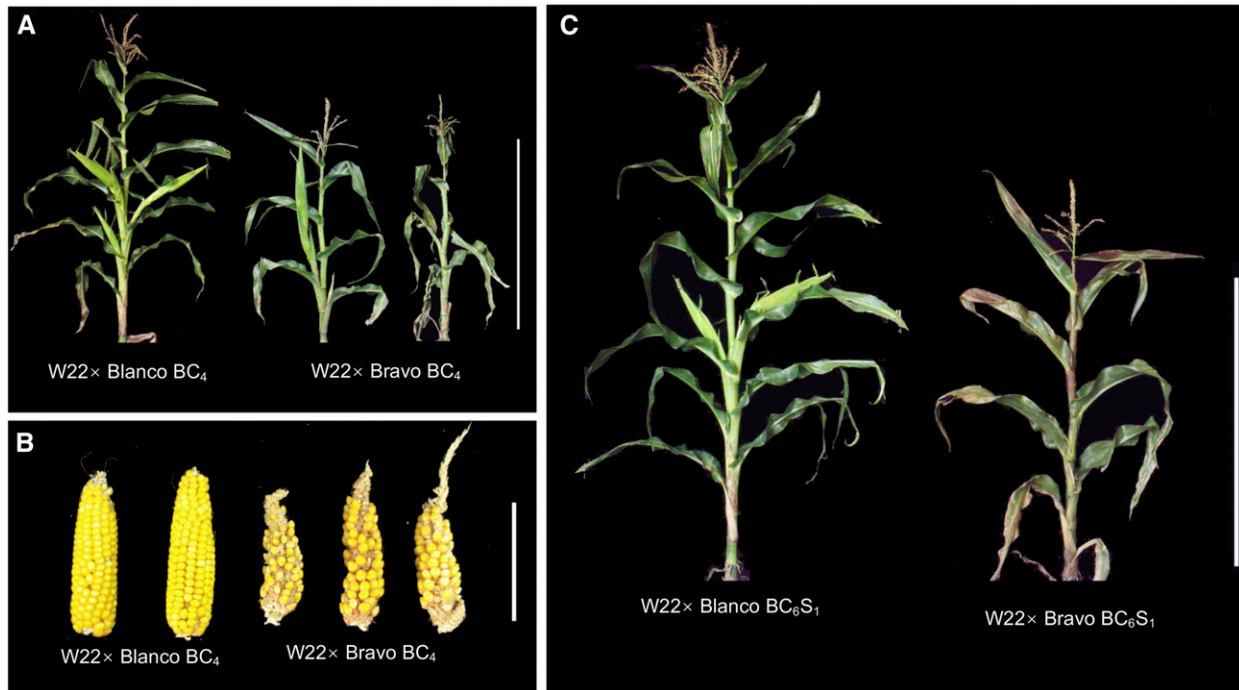 A
W22× Blanco BC₄
W22× Bravo BC₄
B
W22× Blanco BC₄
W22× Bravo BC₄
C
W22× Blanco BC₆S₁
W22× Bravo BC₆S₁